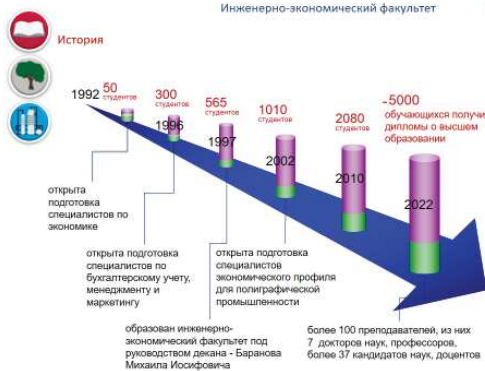 Инженерно-экономический факультет
История
1992
50
студентов
300
студентов
565
студентов
1010
студентов
2080
студентов
-5000
обучающихся получи
дипломы о высшем
образовании
1996
1997
2002
2010
2022
открыта
подготовка
специалистов по
экономике
открыта подготовка
специалистов по
бухгалтерскому учету,
менеджменту и
маркетингу
образован инженерно-
экономический факультет под
руководством декана - Баранова
Михаила Иосифовича
открыта подготовка
специалистов
экономического профиля
для полиграфической
промышленности
более 100 преподавателей, из них
7 докторов наук, профессоров,
более 37 кандидатов наук, доцентов